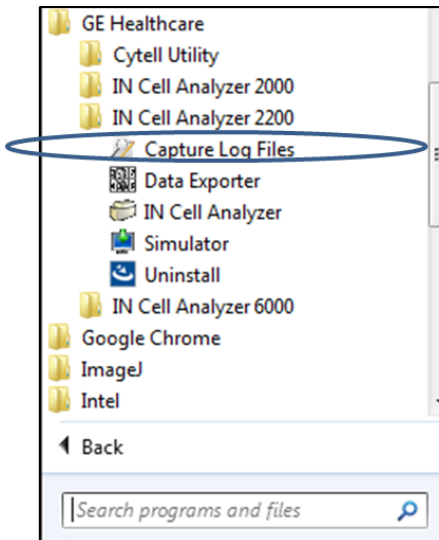 GE Healthcare
Cytell Utility
IN Cell Analyzer 2000
IN Cell Analyzer 2200
Capture Log Files
Data Exporter
IN Cell Analyzer
Simulator
Uninstall
IN Cell Analyzer 6000
Google Chrome
ImageJ
Intel
Back
Search programs and files